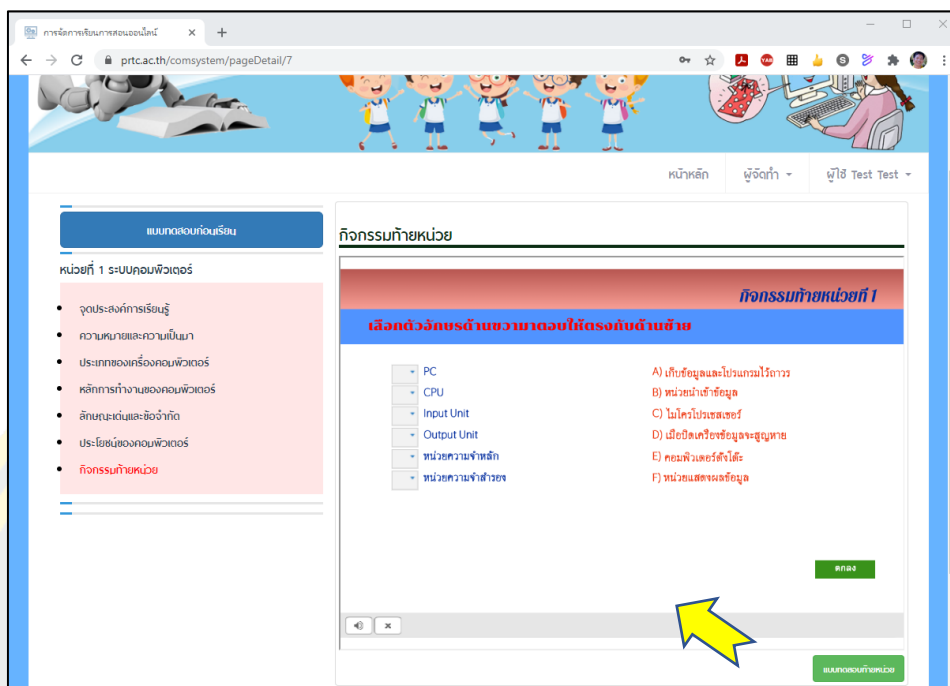 การจัดการเรียนการสอนออนไลน์
prtc.ac.th/comsystem/pageDetail/7
หน้าหลัก ผู้จัดทำ ผู้ใช้ Test Test
แบบทดสอบก่อนเรียน
หน่วยที่ 1 ระบบคอมพิวเตอร์
จุดประสงค์การเรียนรู้
ความหมายและความเป็นมา
ประเภทของเครื่องคอมพิวเตอร์
หลักการทำงานของคอมพิวเตอร์
ลักษณะเด่นและข้อจำกัด
ประโยชน์ของคอมพิวเตอร์
กิจกรรมท้ายหน่วย
กิจกรรมท้ายหน่วย
กิจกรรมท้ายหน่วยที่ 1
เลือกตัวอักษรด้านขวามาตอบให้ตรงกับด้านซ้าย
PC A) เก็บข้อมูลและโปรแกรมไว้ถาวร
CPU B) หน่วยนำเข้าข้อมูล
Input Unit C) ไมโครโปรเซสเซอร์
Output Unit D) เมื่อปิดเครื่องข้อมูลจะสูญหาย
หน่วยความจำหลัก E) คอมพิวเตอร์ตั้งโต๊ะ
หน่วยความจำสำรอง F) หน่วยแสดงผลข้อมูล
ตกลง
แบบทดสอบท้ายหน่วย